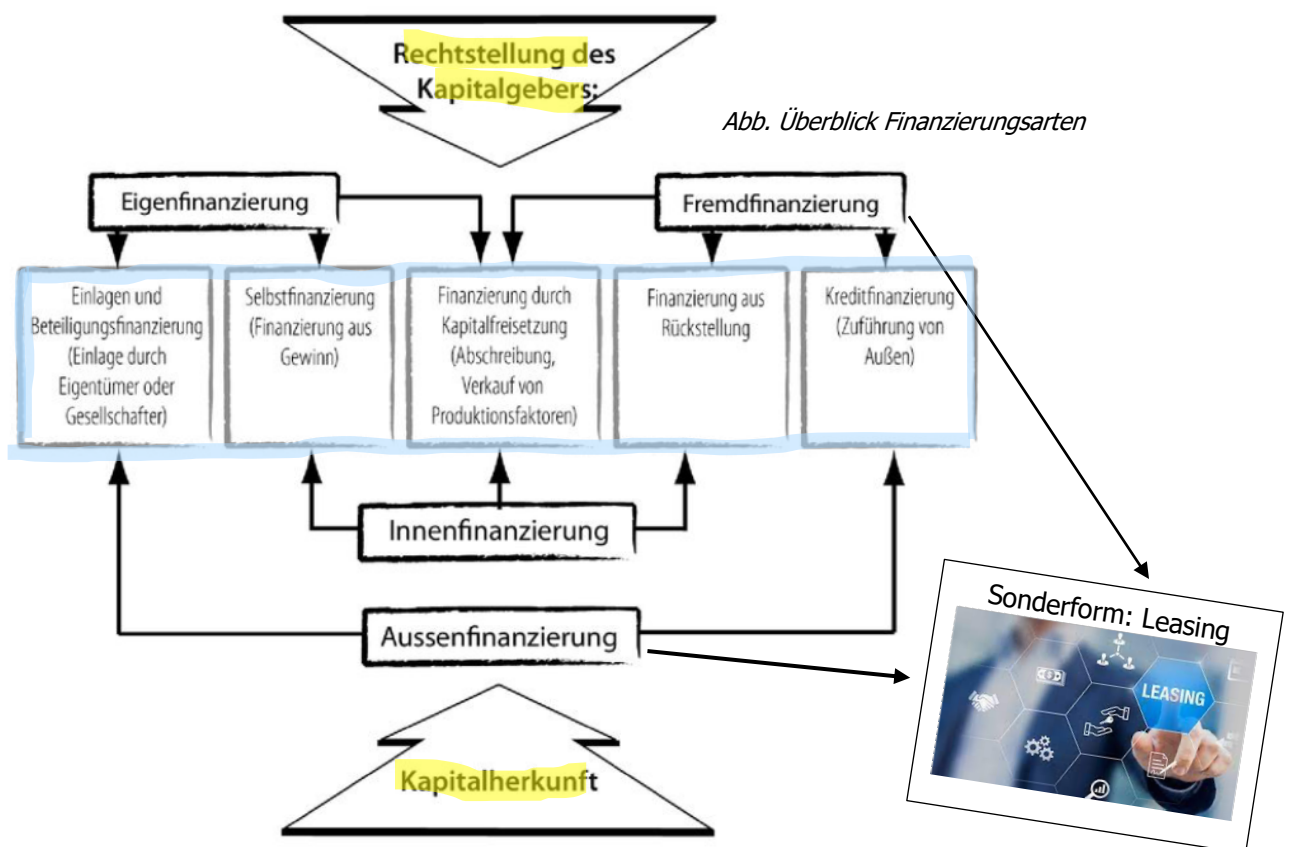 Rechtstellung des
Kapitalgebers:
Abb. Überblick Finanzierungsarten
Eigenfinanzierung
Fremdfinanzierung
Einlagen und
Beteiligungsfinanzierung
(Einlage durch
Eigentümer oder
Gesellschafter)
Selbstfinanzierung
(Finanzierung aus
Gewinn)
Finanzierung durch
Kapitalfreisetzung
(Abschreibung,
Verkauf von
Produktionsfaktoren)
Finanzierung aus
Rückstellung
Kreditfinanzierung
(Zuführung von
Außen)
Innenfinanzierung
Aussenfinanzierung
Sonderform: Leasing
LEASING
Kapitalherkunft